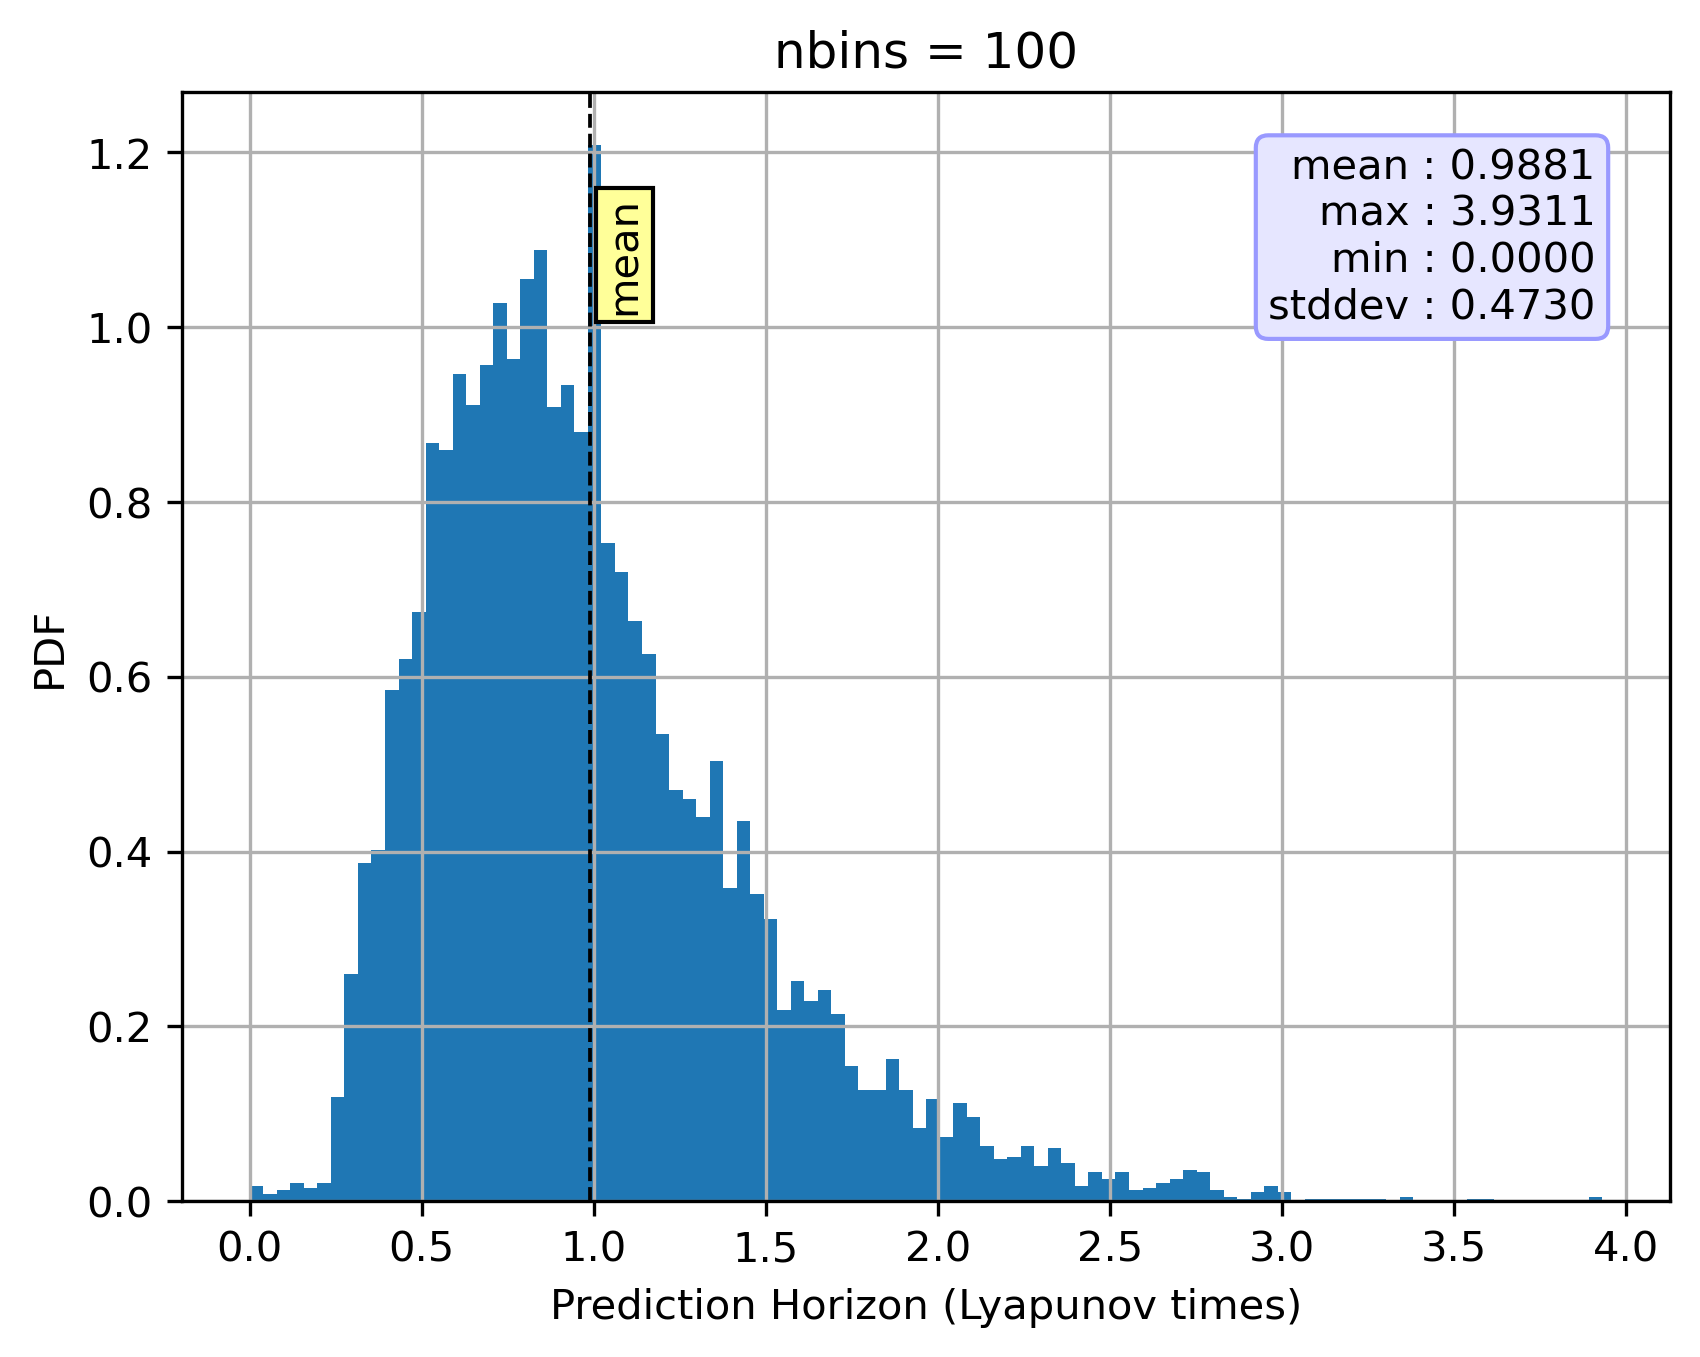 nbins = 100
mean : 0.9881
max : 3.9311
min : 0.0000
stddev : 0.4730
mean
PDF
1.2
1.0
0.8
0.6
0.4
0.2
0.0
0.0 0.5 1.0 1.5 2.0 2.5 3.0 3.5 4.0
Prediction Horizon (Lyapunov times)